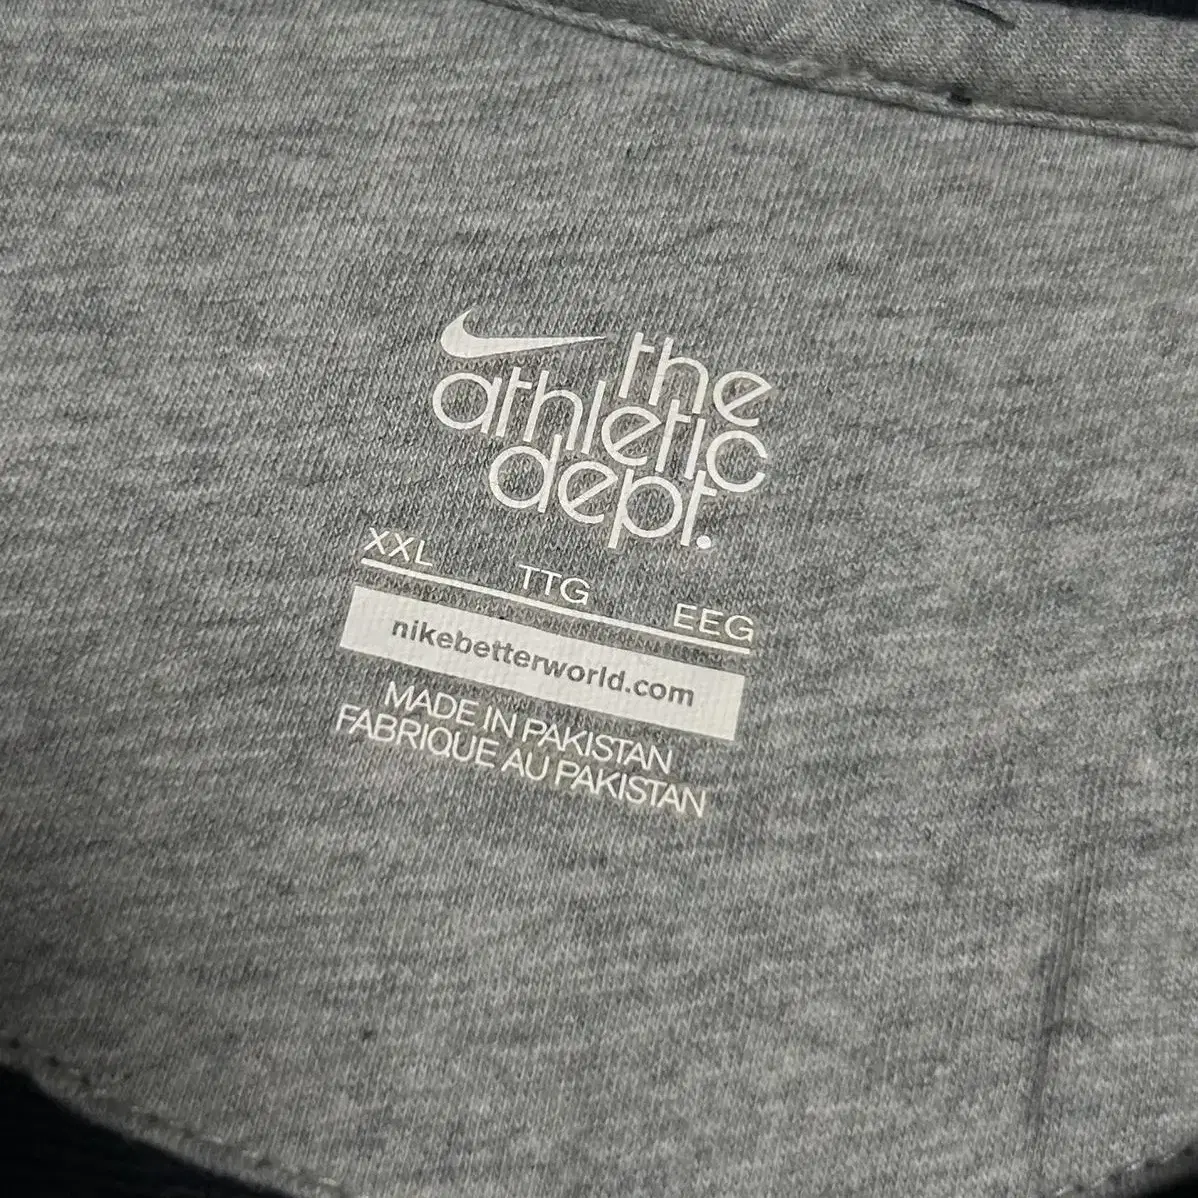 the
athletic
dept.
XXL TTG EEG
nikebetterworld.com
MADE IN PAKISTAN
FABRIQUE AU PAKISTAN